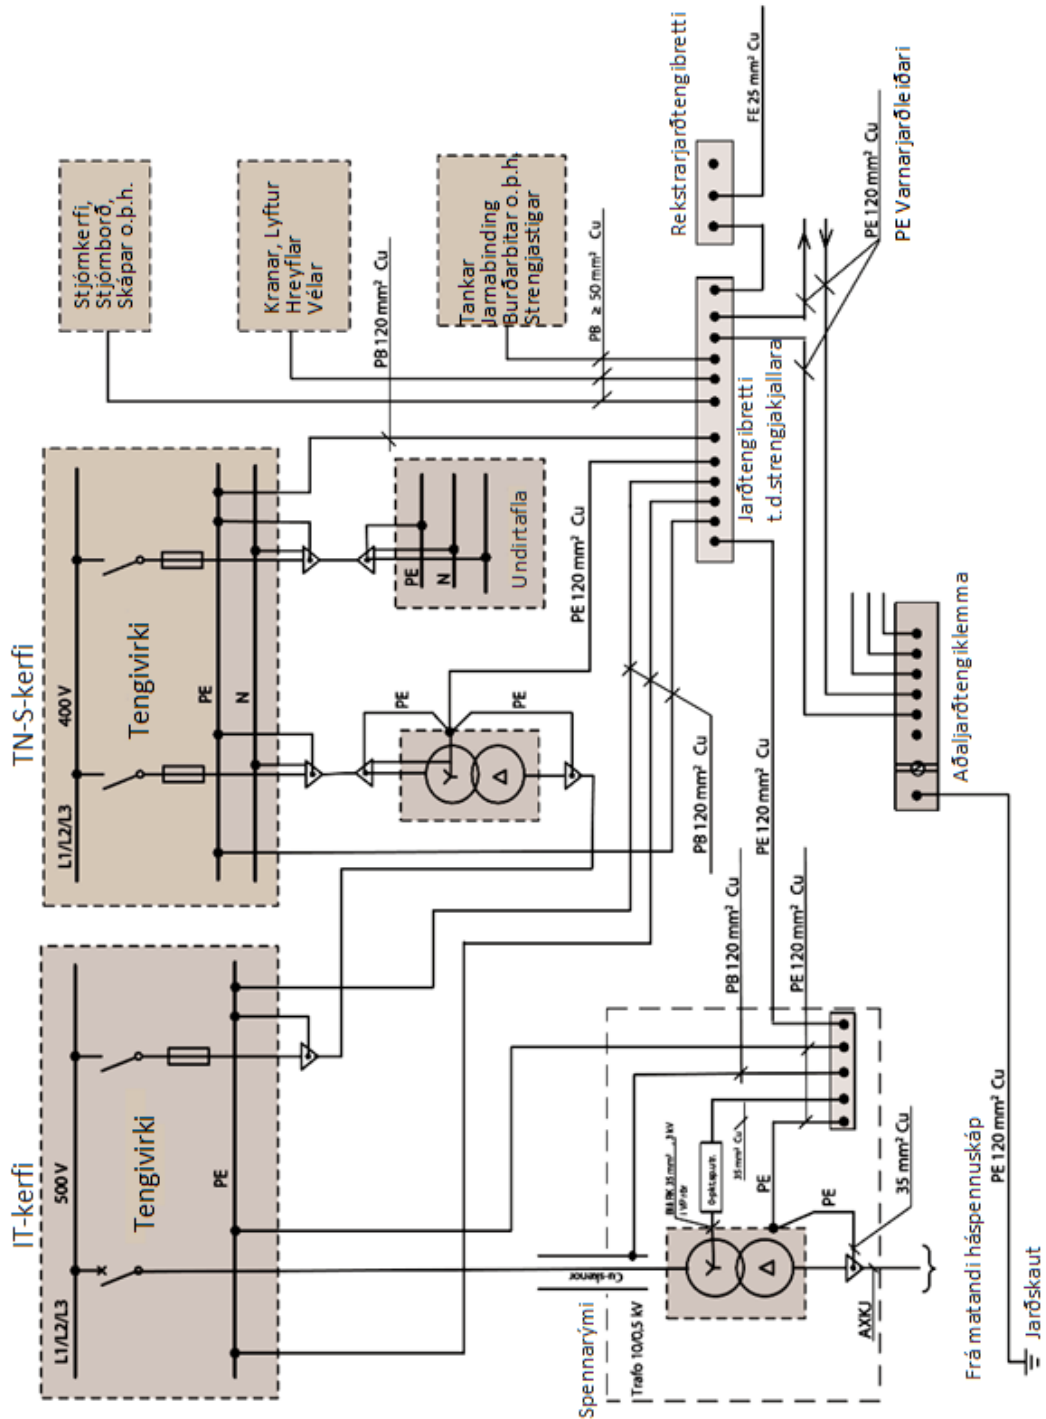 IT-kerfi
L1/L2/L3
500 V
Tengivirki
PE
TN-S-kerfi
L1/L2/L3
400 V
Tengivirki
PE
N
Stjórnkerfi,
Stjórnborð,
Skápar o.þ.h.
Kranar, Lyftur
Hreyflar
Vélar
Tankar
Jarnabinding
Burðarbitar o.þ.h.
Strengjastigar
PB 120 mm² Cu
PB ≥ 50 mm² Cu
PE
N
Undirtafla
PE 120 mm² Cu
PE
PE
PB 120 mm² Cu
Rekstrarjarðtengibretti
FE 25 mm² Cu
PE 120 mm² Cu
PE Varnarjarðleiðari
Jarðtengibretti
t.d.strengjakjallara
Aðaljarðtengiklemma
PE 120 mm² Cu
PB 120 mm² Cu
PE 120 mm² Cu
Spennarými
Trafo 10/0,5 kV
Cu-skenor
35 mm² Cu
PE
PE
35 mm² Cu
AXKJ
Frá matandi háspennuskáp
PE 120 mm² Cu
Jarðskaut